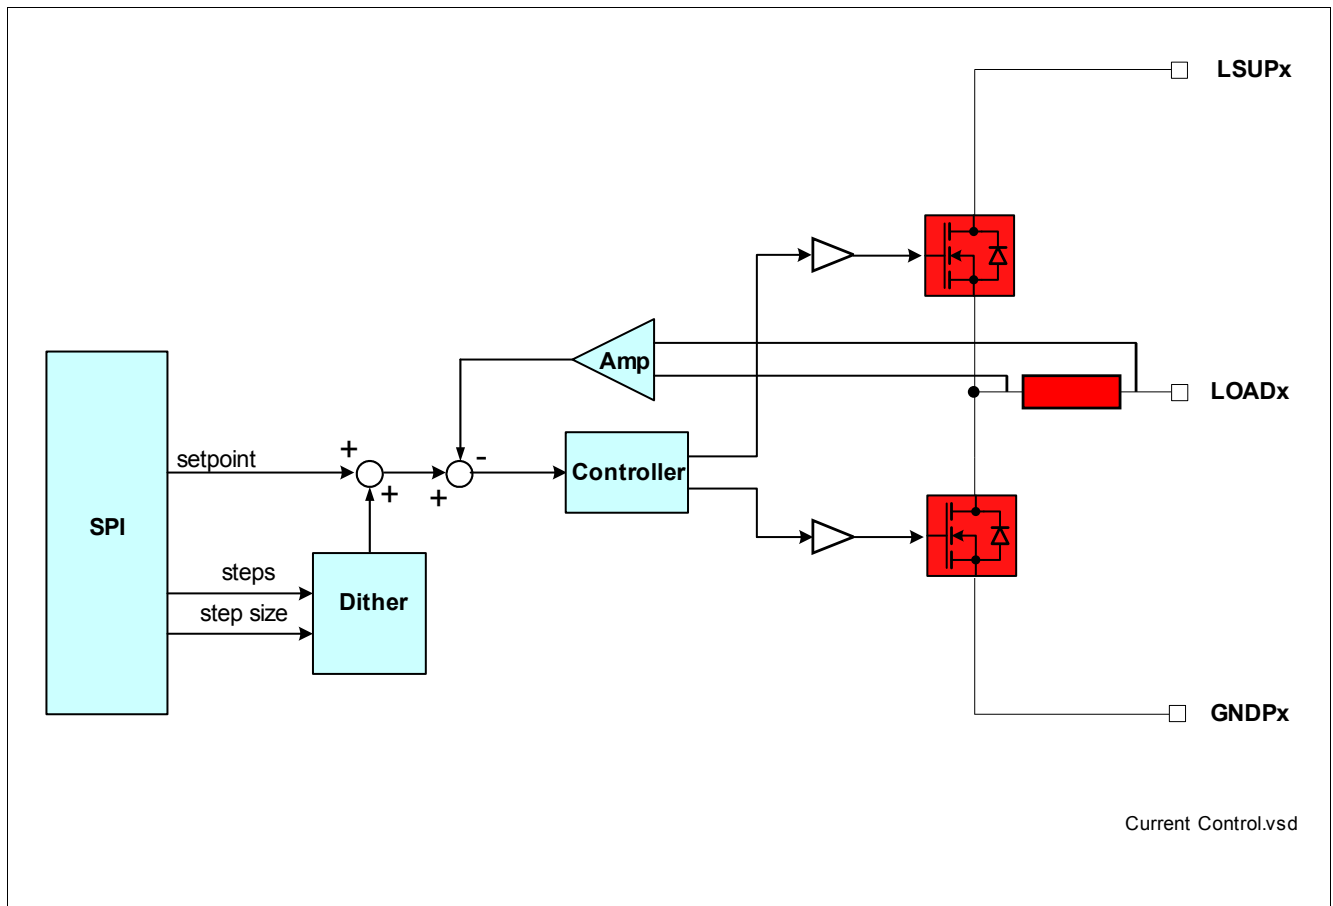 LSUPx
Amp
LOADx
+
-
setpoint
+
+
Controller
SPI
steps
step size
Dither
GNDPx
Current Control.vsd